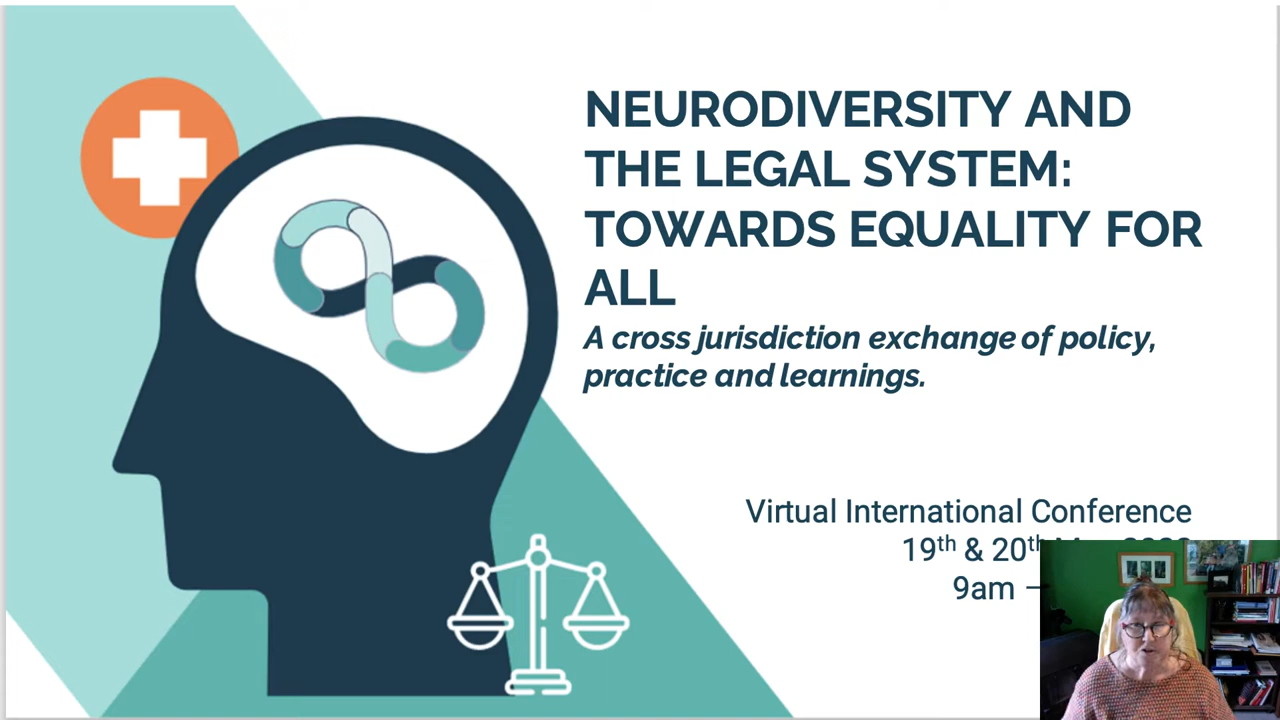 NEURODIVERSITY AND
THE LEGAL SYSTEM:
TOWARDS EQUALITY FOR
ALL
A cross jurisdiction exchange of policy,
practice and learnings.
Virtual International Conference
19th & 20th
9am –